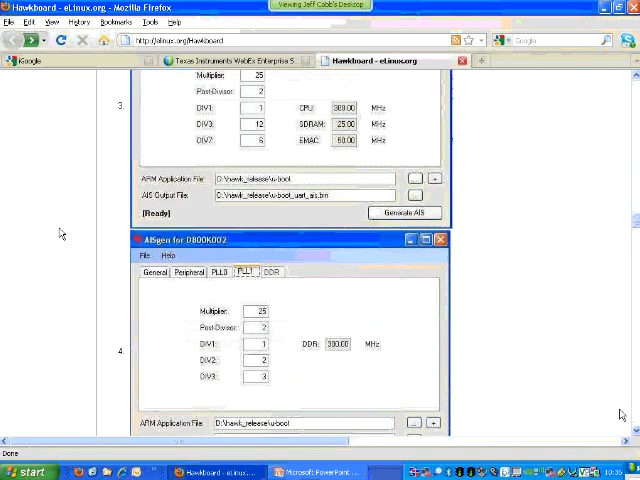 Hawkboard - eLinux.org - Mozilla Firefox
Viewing Jeff Cobb's Desktop
File Edit View History Bookmarks Tools Help
http://elinux.org/Hawkboard
Google
iGoogle
Texas Instruments WebEx Enterprise S...
Hawkboard - eLinux.org
Multiplier: 25
Post-Divisor: 2
3.
DIV1: 1 CPU: 300.00 MHz
DIV3: 12 SDRAM: 25.00 MHz
DIV7: 6 EMAC: 50.00 MHz
ARM Application File: D:\hawk_release\u-boot ... +
AIS Output File: C:\hawk_release\u-boot_uart_ais.bin ...
[Ready] Generate AIS
AISgen for D800K002
File Help
General Peripheral PLL0 PLL1 DDR
Multiplier: 25
Post-Divisor: 2
DIV1: 1 DDR: 300.00 MHz
4.
DIV2: 2
DIV3: 3
ARM Application File: D:\hawk_release\u-boot ... +
Done
start
Hawkboard - eLinux....
Microsoft PowerPoint ...
10:36